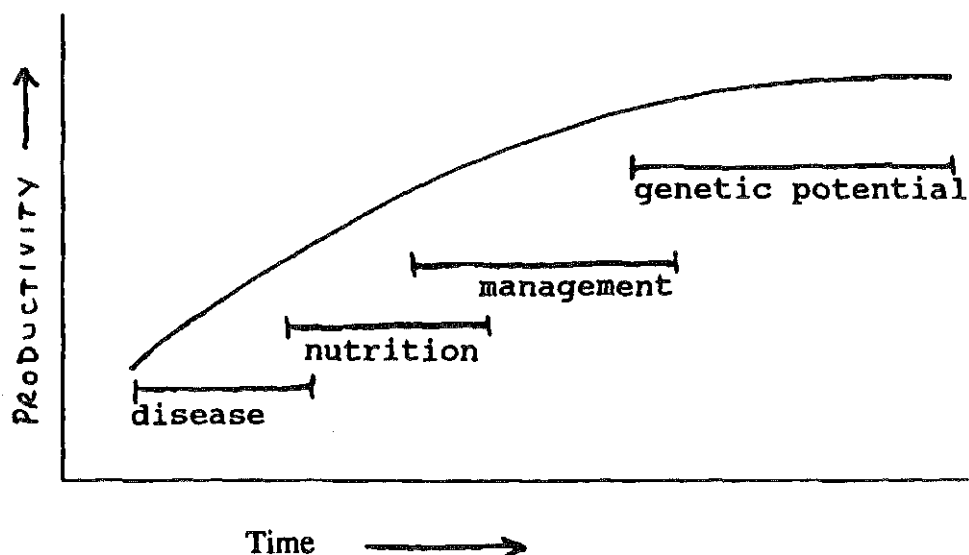 PRODUCTIVITY
genetic potential
management
nutrition
disease
Time